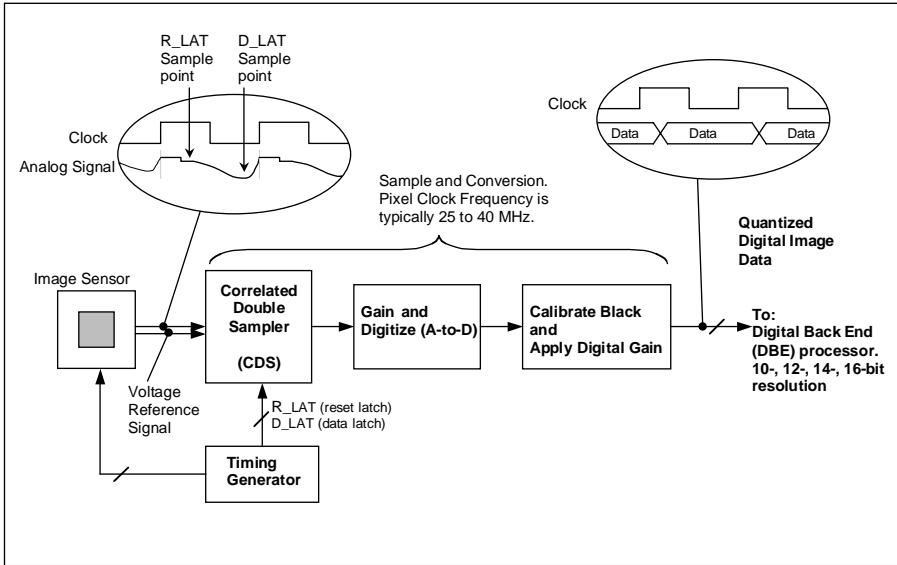 R_LAT
Sample
point
D_LAT
Sample
point
Clock
Analog Signal
Clock
Data
Data
Data
Sample and Conversion.
Pixel Clock Frequency is
typically 25 to 40 MHz.
Quantized
Digital Image
Data
Image Sensor
Correlated
Double
Sampler
(CDS)
Gain and
Digitize (A-to-D)
Calibrate Black
and
Apply Digital Gain
To:
Digital Back End
(DBE) processor.
10-, 12-, 14-, 16-bit
resolution
Voltage
Reference
Signal
R_LAT (reset latch)
D_LAT (data latch)
Timing
Generator